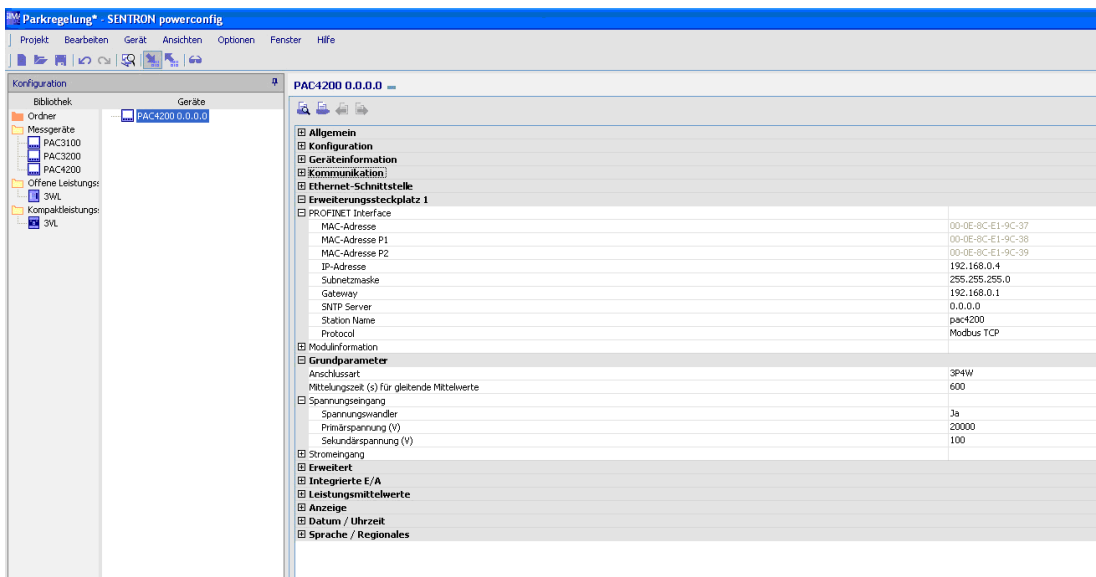 Parkregelung* - SENTRON powerconfig
Projekt Bearbeiten Gerät Ansichten Optionen Fenster Hilfe
Konfiguration
Bibliothek
Ordner
Messgeräte
PAC3100
PAC3200
PAC4200
Offene Leistungss
3WL
Kompaktleistungs
3VL
Geräte
PAC4200 0.0.0.0
PAC4200 0.0.0.0
Allgemein
Konfiguration
Geräteinformation
Kommunikation
Ethernet-Schnittstelle
Erweiterungssteckplatz 1
PROFINET Interface
MAC-Adresse 00-0E-8C-E1-9C-37
MAC-Adresse P1 00-0E-8C-E1-9C-38
MAC-Adresse P2 00-0E-8C-E1-9C-39
IP-Adresse 192.168.0.4
Subnetzmaske 255.255.255.0
Gateway 192.168.0.1
SNTP Server 0.0.0.0
Station Name pac4200
Protocol Modbus TCP
Modulinformation
Grundparameter
Anschlussart 3P4W
Mittelungszeit (s) für gleitende Mittelwerte 600
Spannungseingang
Spannungswandler Ja
Primärspannung (V) 20000
Sekundärspannung (V) 100
Stromeingang
Erweitert
Integrierte E/A
Leistungsmittelwerte
Anzeige
Datum / Uhrzeit
Sprache / Regionales